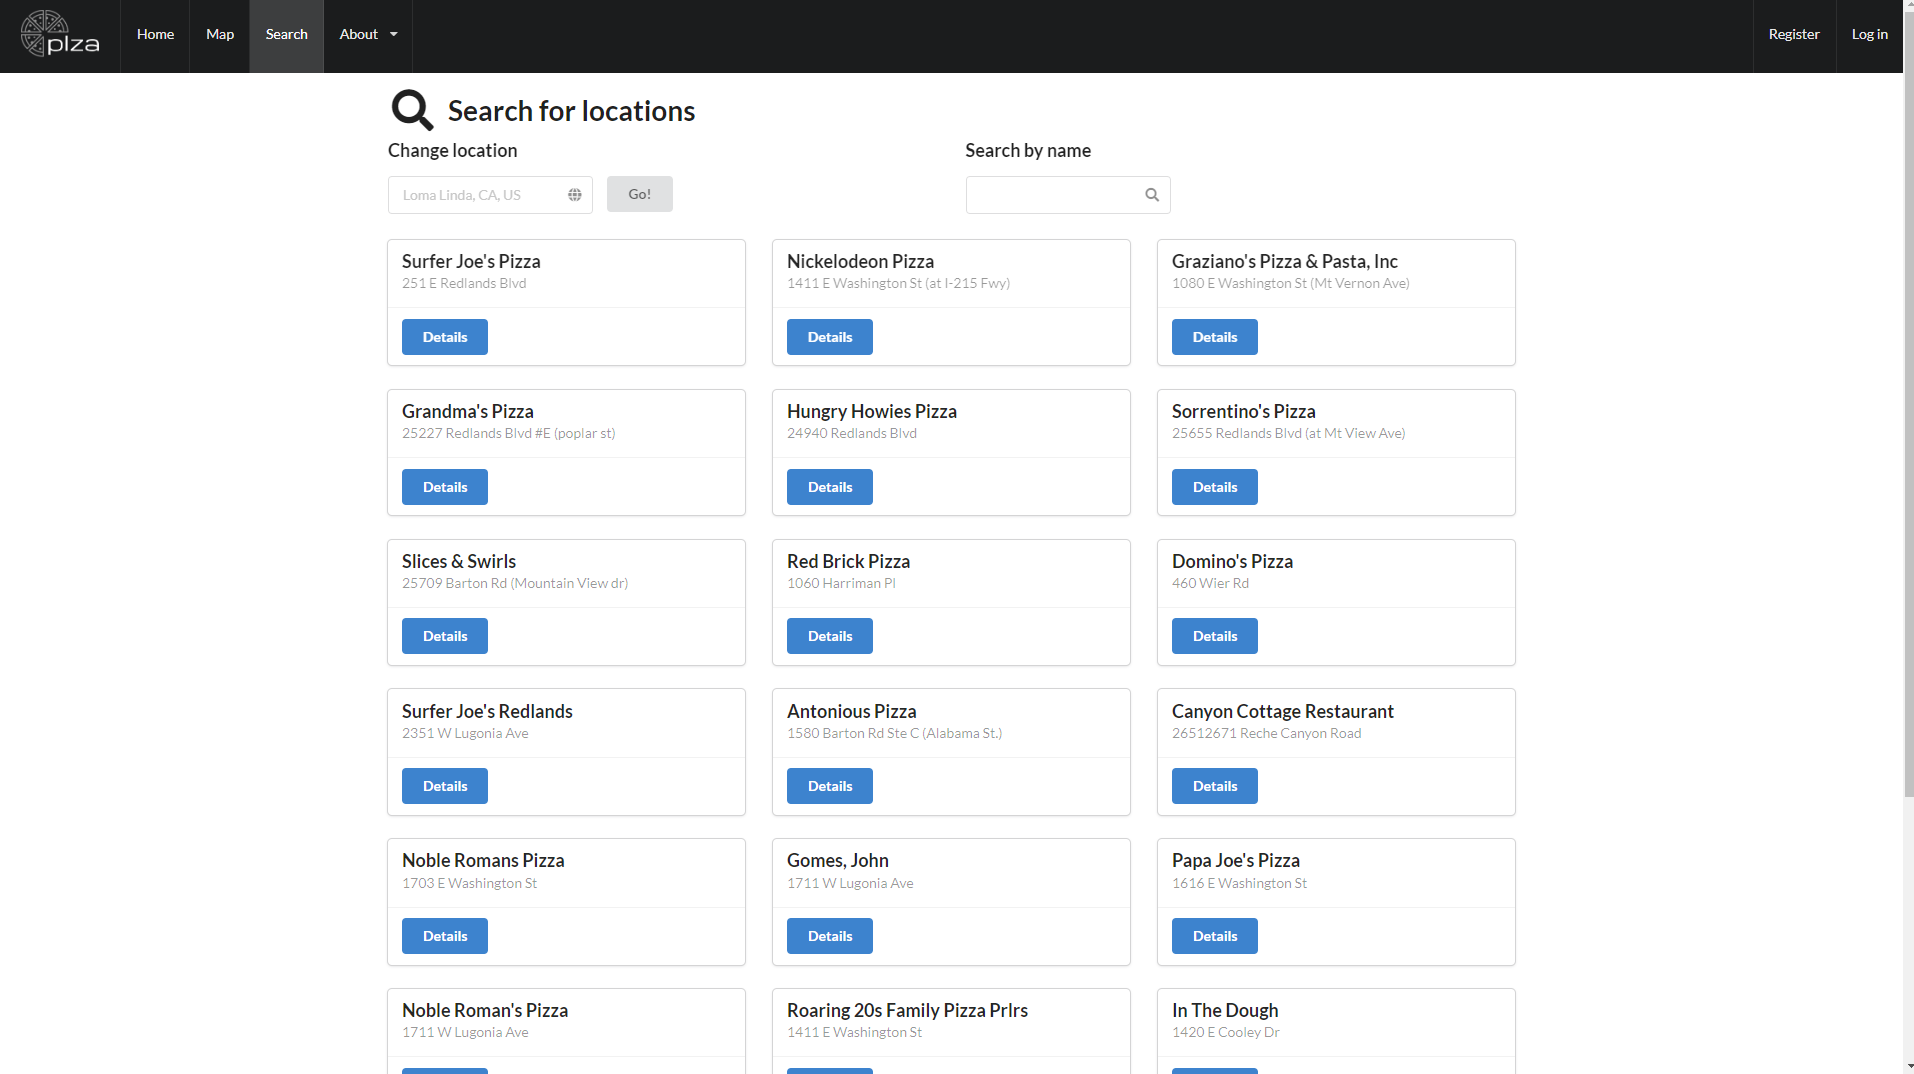 pIza
Home
Map
Search
About
Register
Log in
Search for locations
Change location
Search by name
Loma Linda, CA, US
Go!
Surfer Joe's Pizza
251 E Redlands Blvd
Details
Nickelodeon Pizza
1411 E Washington St (at I-215 Fwy)
Details
Graziano's Pizza & Pasta, Inc
1080 E Washington St (Mt Vernon Ave)
Details
Grandma's Pizza
25227 Redlands Blvd #E (poplar st)
Details
Hungry Howies Pizza
24940 Redlands Blvd
Details
Sorrentino's Pizza
25655 Redlands Blvd (at Mt View Ave)
Details
Slices & Swirls
25709 Barton Rd (Mountain View dr)
Details
Red Brick Pizza
1060 Harriman Pl
Details
Domino's Pizza
460 Wier Rd
Details
Surfer Joe's Redlands
2351 W Lugonia Ave
Details
Antonious Pizza
1580 Barton Rd Ste C (Alabama St.)
Details
Canyon Cottage Restaurant
26512671 Reche Canyon Road
Details
Noble Romans Pizza
1703 E Washington St
Details
Gomes, John
1711 W Lugonia Ave
Details
Papa Joe's Pizza
1616 E Washington St
Details
Noble Roman's Pizza
1711 W Lugonia Ave
Roaring 20s Family Pizza Prlrs
1411 E Washington St
In The Dough
1420 E Cooley Dr